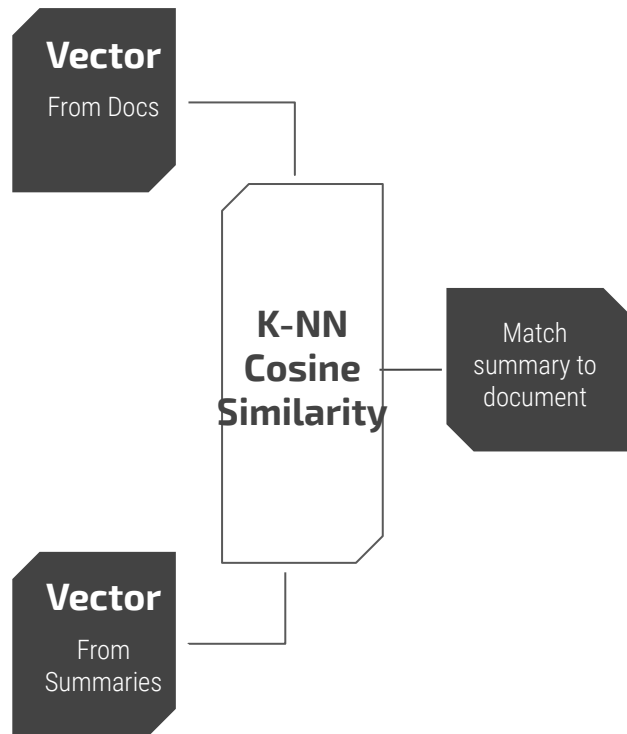 Vector
From Docs
K-NN
Cosine
Similarity
Match
summary to
document
Vector
From
Summaries